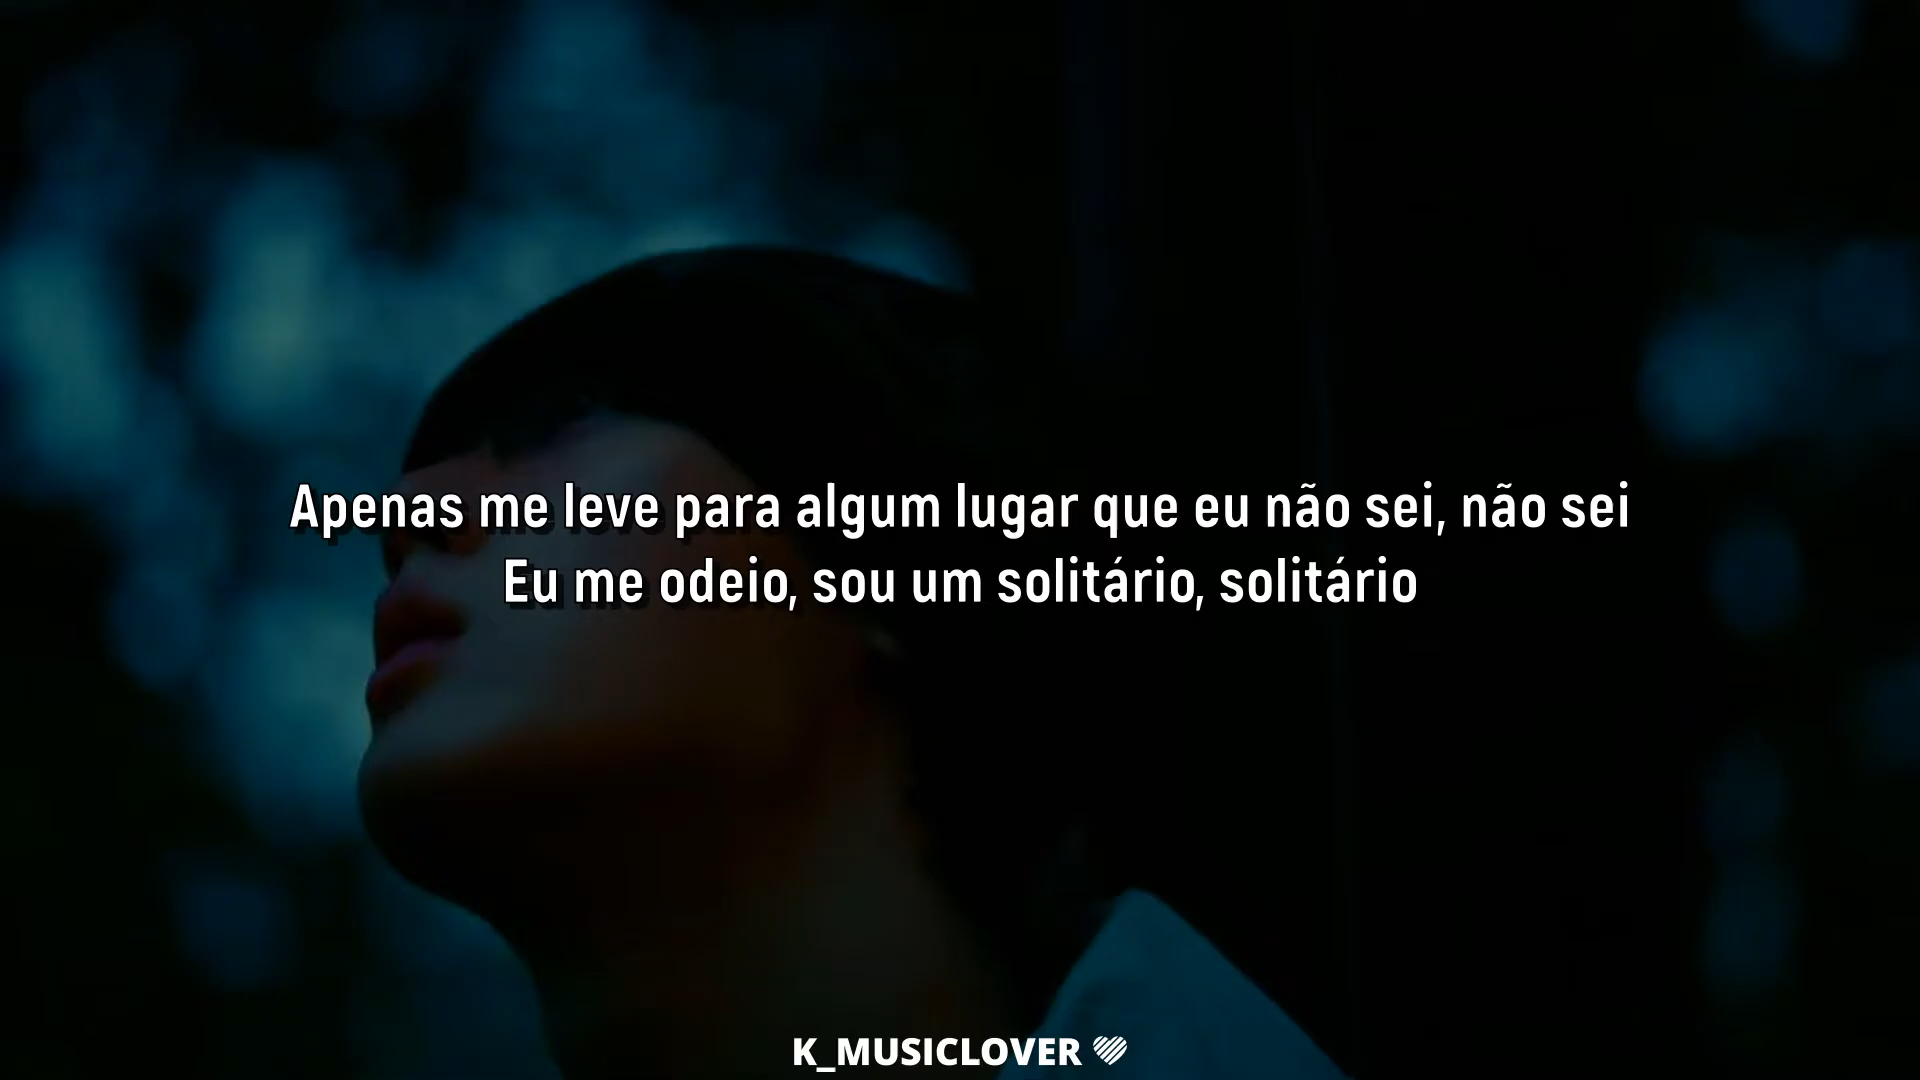 Apenas me leve para algum lugar que eu não sei, não sei
Eu me odeio, sou um solitário, solitário
K_MUSICLOVER